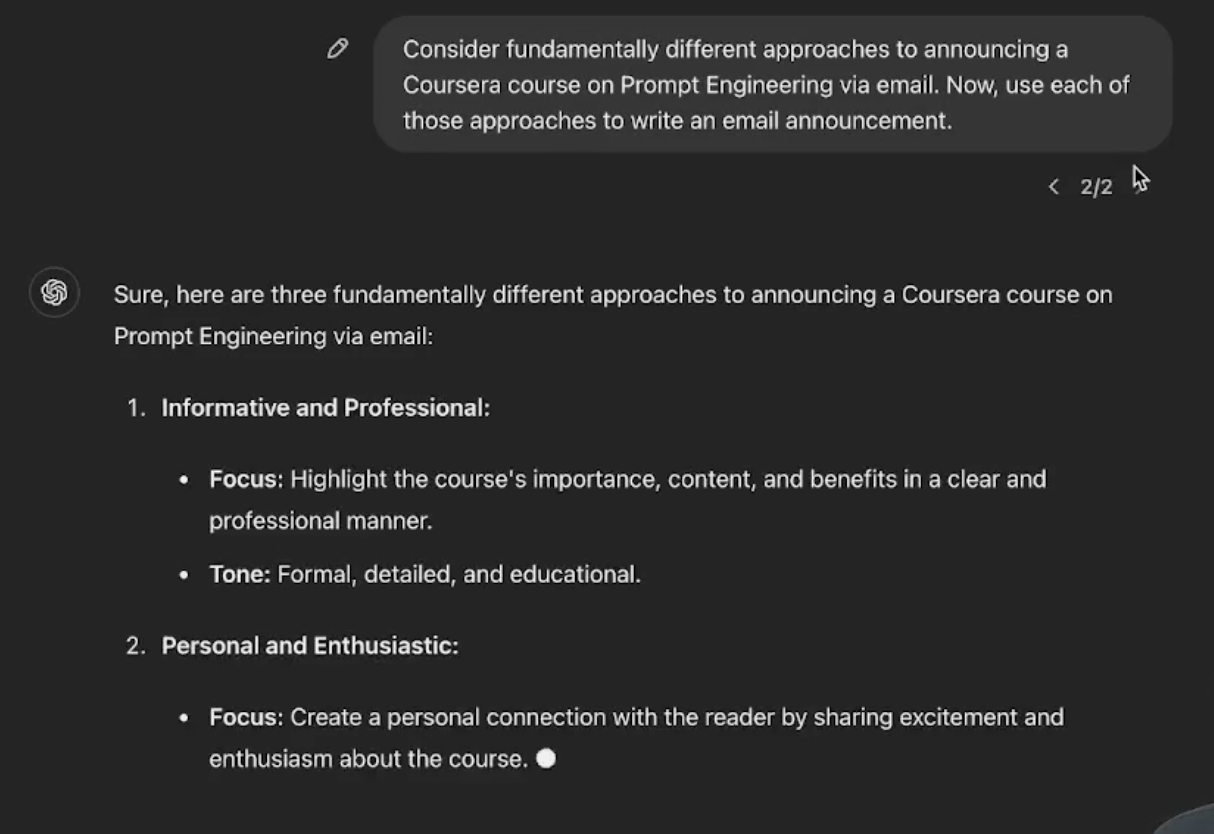 Consider fundamentally different approaches to announcing a
Coursera course on Prompt Engineering via email. Now, use each of
those approaches to write an email announcement.
< 2/2
Sure, here are three fundamentally different approaches to announcing a Coursera course on
Prompt Engineering via email:
1. Informative and Professional:
• Focus: Highlight the course's importance, content, and benefits in a clear and
professional manner.
• Tone: Formal, detailed, and educational.
2. Personal and Enthusiastic:
• Focus: Create a personal connection with the reader by sharing excitement and
enthusiasm about the course.